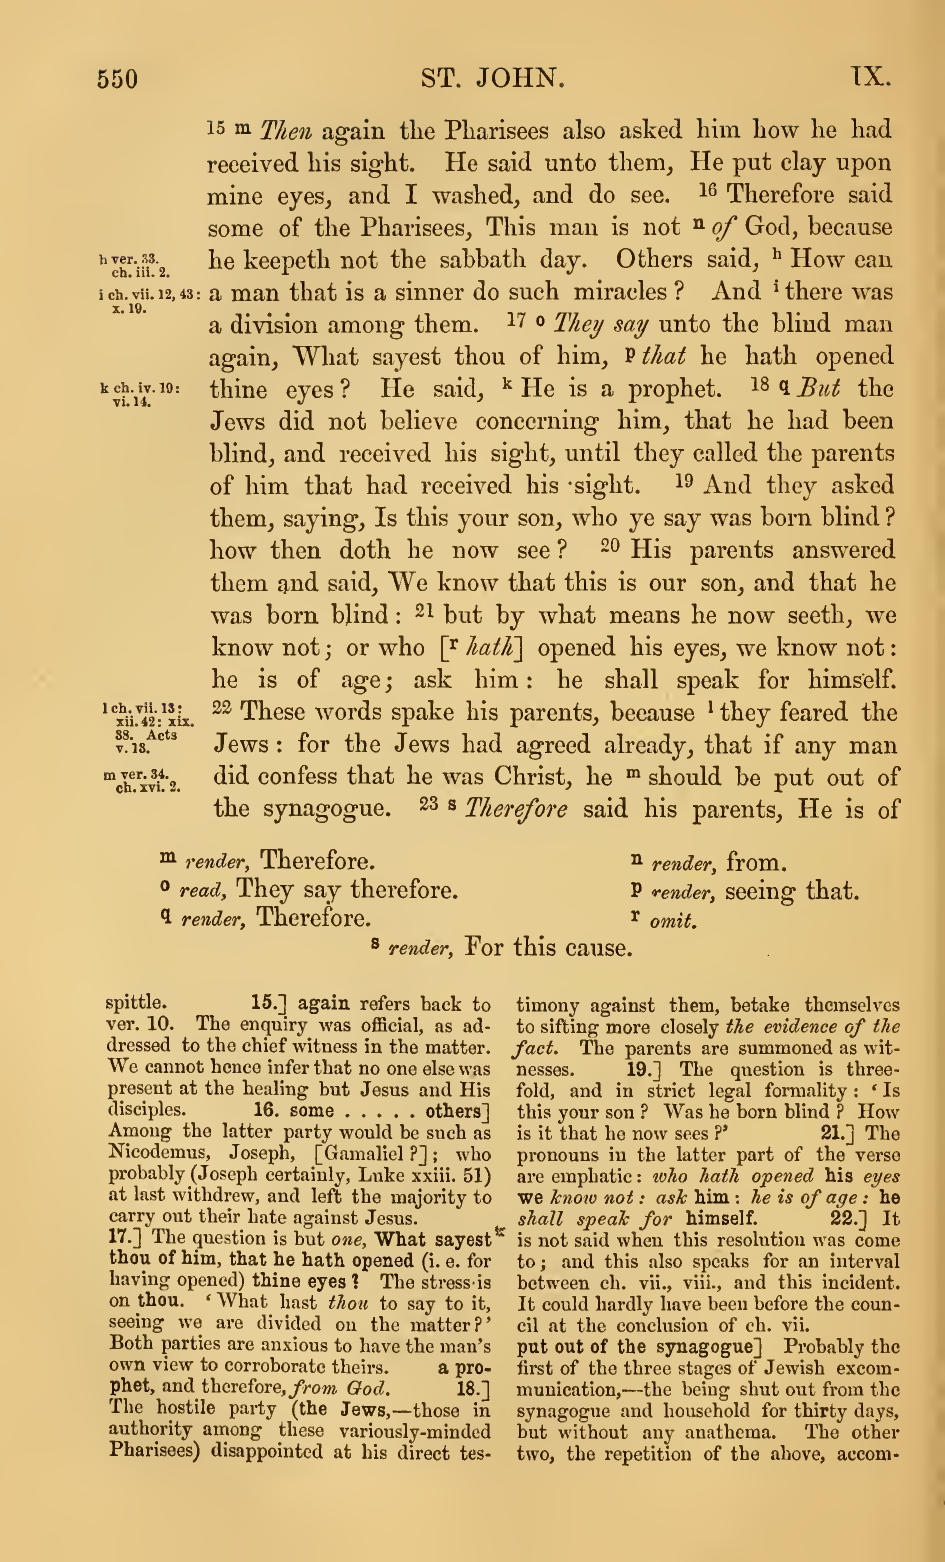 550 ST. JOHN. IX.
15 m Then again the Pharisees also asked him how he had
received his sight. He said unto them, He put clay upon
mine eyes, and I washed, and do see. 16 Therefore said
some of the Pharisees, This man is not n of God, because
h ver. 33.
ch. iii. 2.
he keepeth not the sabbath day. Others said, h How can
i ch. vii. 12, 43:
x. 19.
a man that is a sinner do such miracles? And i there was
a division among them. 17 o They say unto the blind man
again, What sayest thou of him, p that he hath opened
k ch. iv. 19:
vi. 14.
thine eyes? He said, k He is a prophet. 18 q But the
Jews did not believe concerning him, that he had been
blind, and received his sight, until they called the parents
of him that had received his sight. 19 And they asked
them, saying, Is this your son, who ye say was born blind?
how then doth he now see? 20 His parents answered
them and said, We know that this is our son, and that he
was born blind: 21 but by what means he now seeth, we
know not; or who [r hath] opened his eyes, we know not:
he is of age; ask him: he shall speak for himself.
l ch. vii. 13:
xii. 42: xix.
38. Acts
v. 13.
22 These words spake his parents, because l they feared the
Jews: for the Jews had agreed already, that if any man
m ver. 34.
ch. xvi. 2.
did confess that he was Christ, he m should be put out of
the synagogue. 23 s Therefore said his parents, He is of
m render, Therefore.
n render, from.
o read, They say therefore.
p render, seeing that.
q render, Therefore.
r omit.
s render, For this cause.
spittle. 15.] again refers back to
ver. 10. The enquiry was official, as ad-
dressed to the chief witness in the matter.
We cannot hence infer that no one else was
present at the healing but Jesus and His
disciples. 16. some . . . . . others]
Among the latter party would be such as
Nicodemus, Joseph, [Gamaliel?]; who
probably (Joseph certainly, Luke xxiii. 51)
at last withdrew, and left the majority to
carry out their hate against Jesus.
17.] The question is but one, What sayest
thou of him, that he hath opened (i. e. for
having opened) thine eyes? The stress is
on thou. ‘What hast thou to say to it,
seeing we are divided on the matter?’
Both parties are anxious to have the man's
own view to corroborate theirs. a pro-
phet, and therefore, from God. 18.]
The hostile party (the Jews,—those in
authority among these variously-minded
Pharisees) disappointed at his direct tes-
timony against them, betake themselves
to sifting more closely the evidence of the
fact. The parents are summoned as wit-
nesses. 19.] The question is three-
fold, and in strict legal formality: ‘Is
this your son? Was he born blind? How
is it that he now sees?’ 21.] The
pronouns in the latter part of the verse
are emphatic: who hath opened his eyes
we know not: ask him: he is of age: he
shall speak for himself. 22.] It
is not said when this resolution was come
to; and this also speaks for an interval
between ch. vii., viii., and this incident.
It could hardly have been before the coun-
cil at the conclusion of ch. vii.
put out of the synagogue] Probably the
first of the three stages of Jewish excom-
munication,—the being shut out from the
synagogue and household for thirty days,
but without any anathema. The other
two, the repetition of the above, accom-